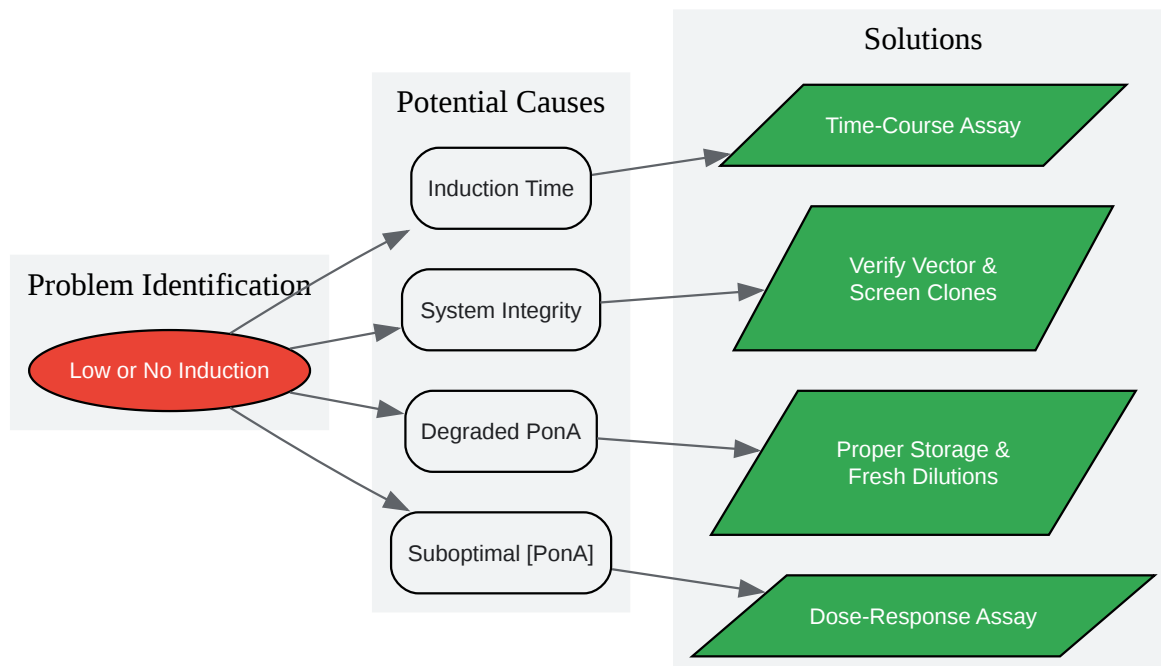 Problem Identification
Low or No Induction
Potential Causes
Induction Time
System Integrity
Degraded PonA
Suboptimal [PonA]
Solutions
Time-Course Assay
Verify Vector &
Screen Clones
Proper Storage &
Fresh Dilutions
Dose-Response Assay